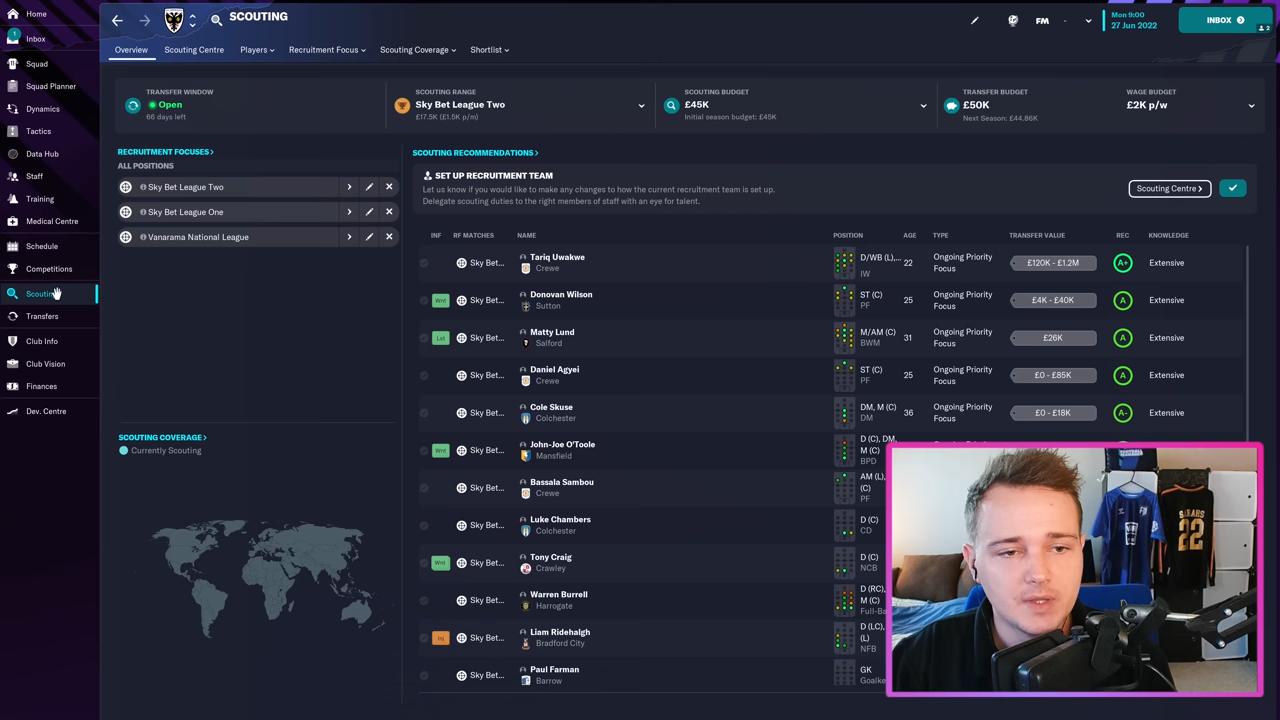 Home
1
Inbox
Squad
Squad Planner
Dynamics
Tactics
Data Hub
Staff
Training
Medical Centre
Schedule
Competitions
Scouting
Transfers
Club Info
Club Vision
Finances
Dev. Centre
SCOUTING
FM
Mon 9:00
27 Jun 2022
INBOX
2
Overview
Scouting Centre
Players
Recruitment Focus
Scouting Coverage
Shortlist
TRANSFER WINDOW
Open
66 days left
SCOUTING RANGE
Sky Bet League Two
£17.5K (£1.5K p/m)
SCOUTING BUDGET
£45K
Initial season budget: £45K
TRANSFER BUDGET
£50K
Next Season: £44.86K
WAGE BUDGET
£2K p/w
RECRUITMENT FOCUSES
ALL POSITIONS
Sky Bet League Two
Sky Bet League One
Vanarama National League
SCOUTING COVERAGE
Currently Scouting
SCOUTING RECOMMENDATIONS
SET UP RECRUITMENT TEAM
Let us know if you would like to make any changes to how the current recruitment team is set up.
Delegate scouting duties to the right members of staff with an eye for talent.
Scouting Centre
INF RF MATCHES NAME POSITION AGE TYPE TRANSFER VALUE REC KNOWLEDGE
Sky Bet... Tariq Uwakwe D/WB (L),... 22 Ongoing Priority £120K - £1.2M A+ Extensive
Crewe IW Focus
Wnt Sky Bet... Donovan Wilson ST (C) 25 Ongoing Priority £4K - £40K A Extensive
Sutton PF Focus
Lst Sky Bet... Matty Lund M/AM (C) 31 Ongoing Priority £26K A Extensive
Salford BWM Focus
Sky Bet... Daniel Agyei ST (C) 25 Ongoing Priority £0 - £85K A Extensive
Crewe PF Focus
Sky Bet... Cole Skuse DM, M (C) 36 Ongoing Priority £0 - £18K A- Extensive
Colchester DM Focus
Wnt Sky Bet... John-Joe O'Toole D (C), DM,
M (C)
Mansfield BPD
Sky Bet... Bassala Sambou AM (L),
(C)
Crewe PF
Sky Bet... Luke Chambers D (C)
Colchester CD
Wnt Sky Bet... Tony Craig D (C)
Crawley NCB
Sky Bet... Warren Burrell D (RC),
M (C)
Harrogate Full-Ba
Inj Sky Bet... Liam Ridehalgh D (LC),
(L)
Bradford City NFB
Sky Bet... Paul Farman GK
Barrow Goalke
22